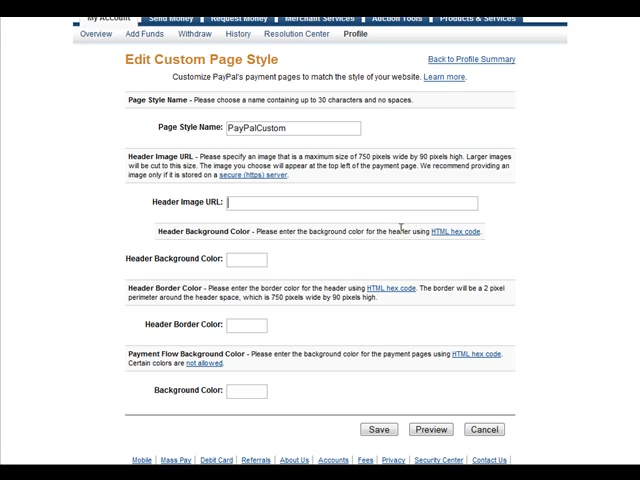 My Account Send Money Request Money Merchant Services Auction Tools Products & Services
Overview Add Funds Withdraw History Resolution Center Profile
Edit Custom Page Style Back to Profile Summary
Customize PayPal's payment pages to match the style of your website. Learn more.
Page Style Name - Please choose a name containing up to 30 characters and no spaces.
Page Style Name: PayPalCustom
Header Image URL - Please specify an image that is a maximum size of 750 pixels wide by 90 pixels high. Larger images
will be cut to this size. The image you choose will appear at the top left of the payment page. We recommend providing an
image only if it is stored on a secure (https) server.
Header Image URL:
Header Background Color - Please enter the background color for the header using HTML hex code.
Header Background Color:
Header Border Color - Please enter the border color for the header using HTML hex code. The border will be a 2 pixel
perimeter around the header space, which is 750 pixels wide by 90 pixels high.
Header Border Color:
Payment Flow Background Color - Please enter the background color for the payment pages using HTML hex code.
Certain colors are not allowed.
Background Color:
Save Preview Cancel
Mobile Mass Pay Debit Card Referrals About Us Accounts Fees Privacy Security Center Contact Us